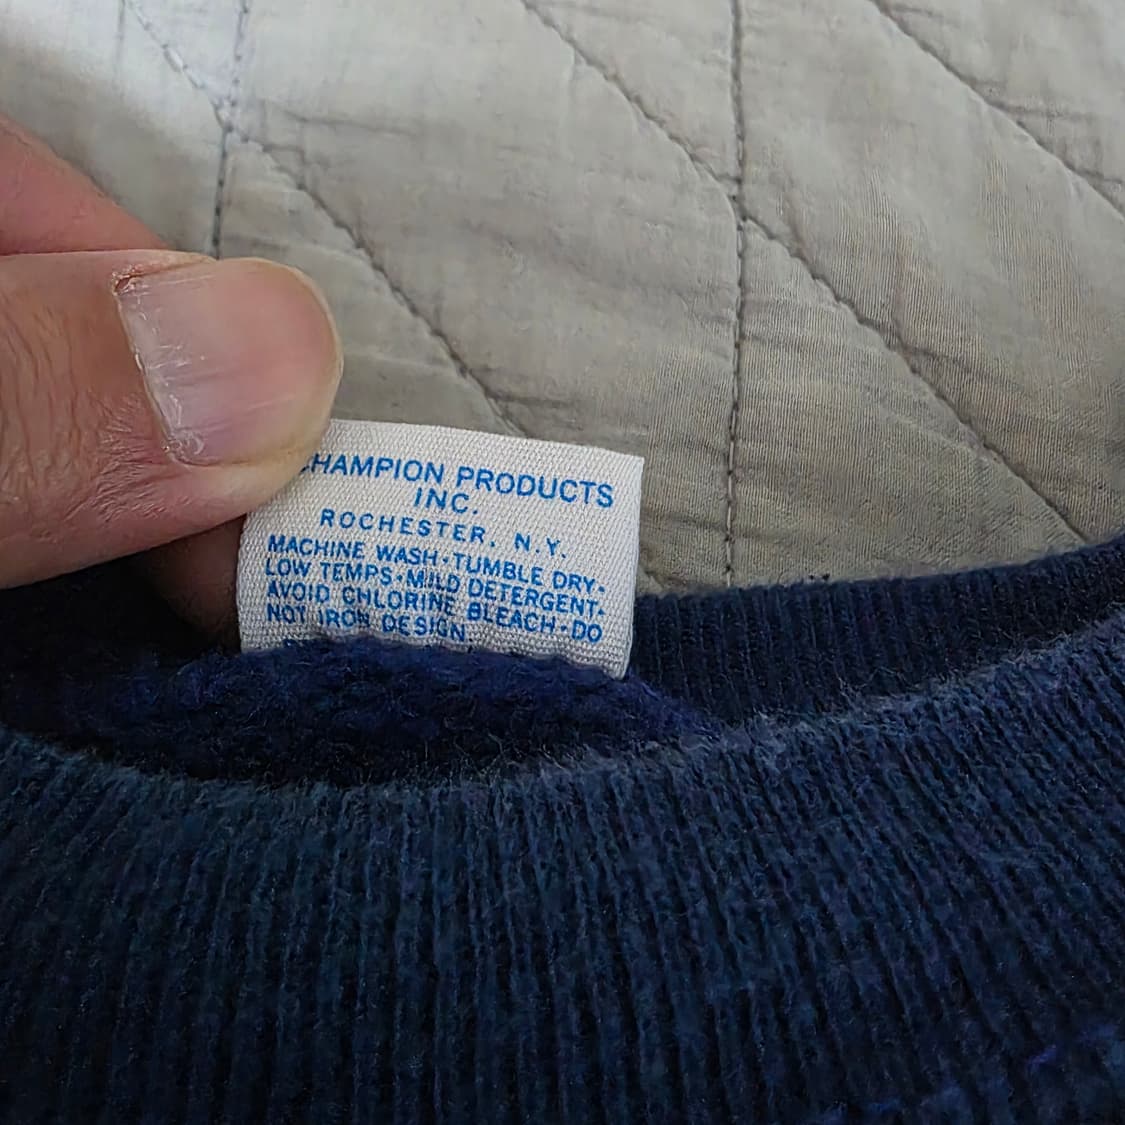 CHAMPION PRODUCTS
INC.
ROCHESTER, N.Y.
MACHINE WASH·TUMBLE DRY·
LOW TEMPS·MILD DETERGENT·
AVOID CHLORINE BLEACH·DO
NOT IRON DESIGN